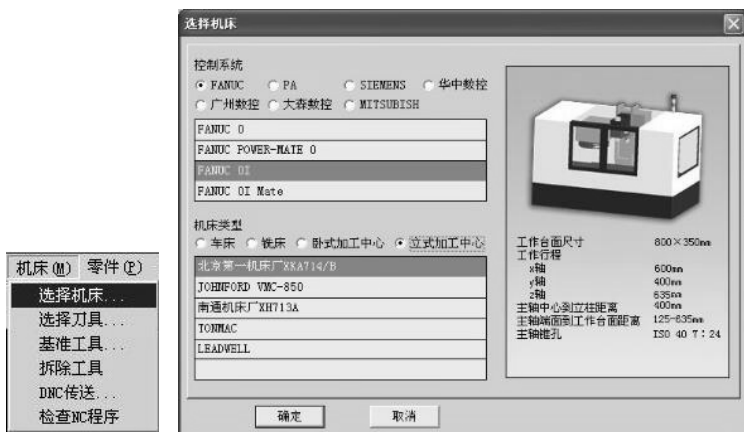 机床(M) 零件(P)
选择机床...
选择刀具...
基准工具...
拆除工具
DNC传送...
检查NC程序
选择机床
控制系统
FANUC PA SIEMENS 华中数控
广州数控 大森数控 MITSUBISH
FANUC 0
FANUC POWER-MATE 0
FANUC 0I
FANUC 0I Mate
机床类型
车床 铣床 卧式加工中心 立式加工中心
北京第一机床厂XKA714/B
JOHNFORD VMC-850
南通机床厂XH713A
TONMAC
LEADWELL
工作台面尺寸 800×350mm
工作行程
x轴 600mm
y轴 400mm
z轴 635mm
主轴中心到立柱距离 400mm
主轴端面到工作台面距离 125-635mm
主轴锥孔 ISO 40 7:24
确定 取消